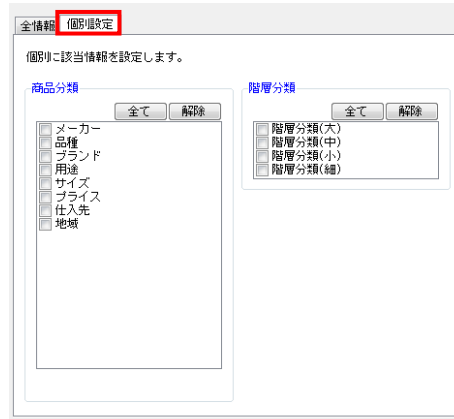 全情報
個別設定
個別に該当情報を設定します。
商品分類
全て 解除
メーカー
品種
ブランド
用途
サイズ
プライス
仕入先
地域
階層分類
全て 解除
階層分類(大)
階層分類(中)
階層分類(小)
階層分類(細)